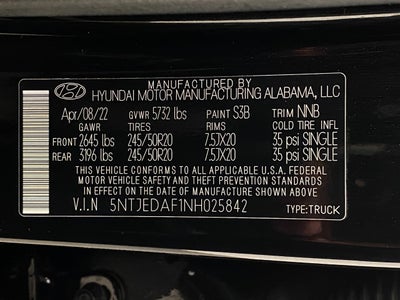 MANUFACTURED BY
HYUNDAI MOTOR MANUFACTURING ALABAMA, LLC
Apr/08/22 GVWR 5732 lbs PAINT S3B TRIM NNB
GAWR TIRES RIMS COLD TIRE INFL
FRONT 2645 lbs 245/50R20 7.5JX20 35 psi SINGLE
REAR 3196 lbs 245/50R20 7.5JX20 35 psi SINGLE
THIS VEHICLE CONFORMS TO ALL APPLICABLE U.S.A. FEDERAL
MOTOR VEHICLE SAFETY AND THEFT PREVENTION STANDARDS
IN EFFECT ON THE DATE OF MANUFACTURE SHOWN ABOVE.
V.I.N 5NTJEDAF1NH025842 TYPE:TRUCK